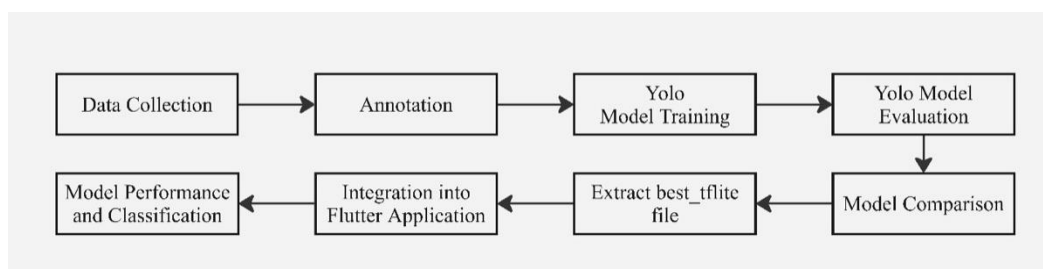 Data Collection
Annotation
Yolo
Model Training
Yolo Model
Evaluation
Model Performance
and Classification
Integration into
Flutter Application
Extract best_tflite
file
Model Comparison